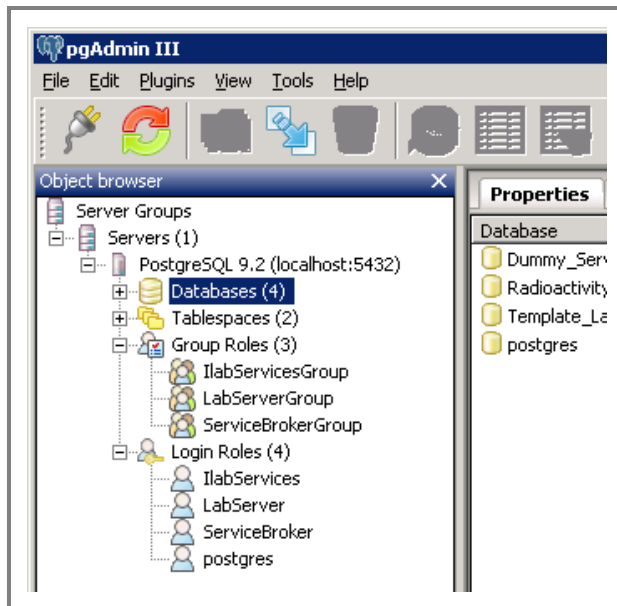 pgAdmin III
File Edit Plugins View Tools Help
Object browser
Server Groups
Servers (1)
PostgreSQL 9.2 (localhost:5432)
Databases (4)
Tablespaces (2)
Group Roles (3)
IlabServicesGroup
LabServerGroup
ServiceBrokerGroup
Login Roles (4)
IlabServices
LabServer
ServiceBroker
postgres
Properties
Database
Dummy_Serv
Radioactivity
Template_La
postgres